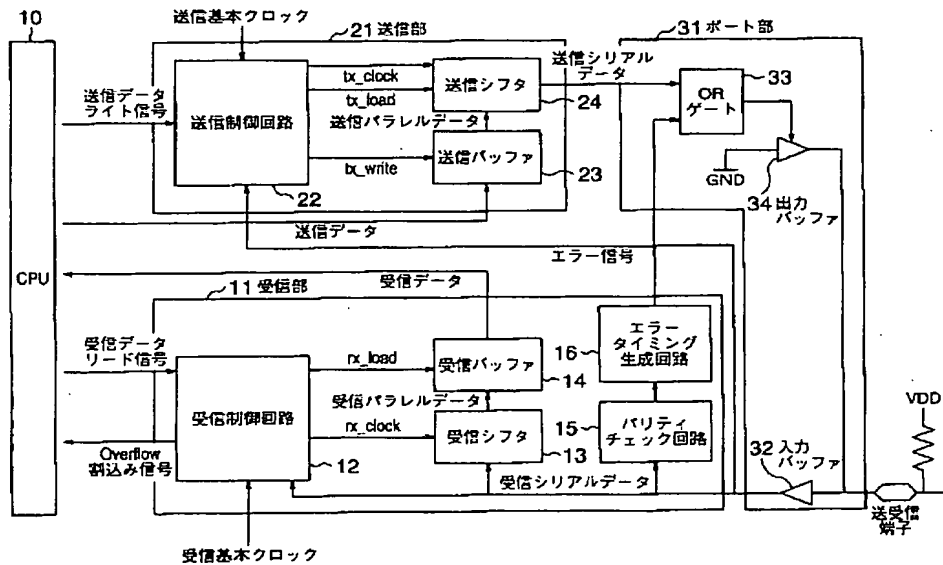 10
CPU
送信基本クロック
21 送信部
送信データ
ライト信号
送信制御回路
22
tx_clock
tx_load
送信パラレルデータ
tx_write
送信シフタ
24
送信バッファ
23
送信データ
送信シリアル
データ
31 ポート部
OR
ゲート
33
GND
34 出力
バッファ
エラー信号
受信データ
11 受信部
受信データ
リード信号
受信制御回路
12
Overflow
割込み信号
rx_load
受信バッファ
14
受信パラレルデータ
rx_clock
受信シフタ
13
受信シリアルデータ
エラー
タイミング
生成回路
16
パリティ
チェック回路
15
32 入力
バッファ
VDD
送受信
端子
受信基本クロック